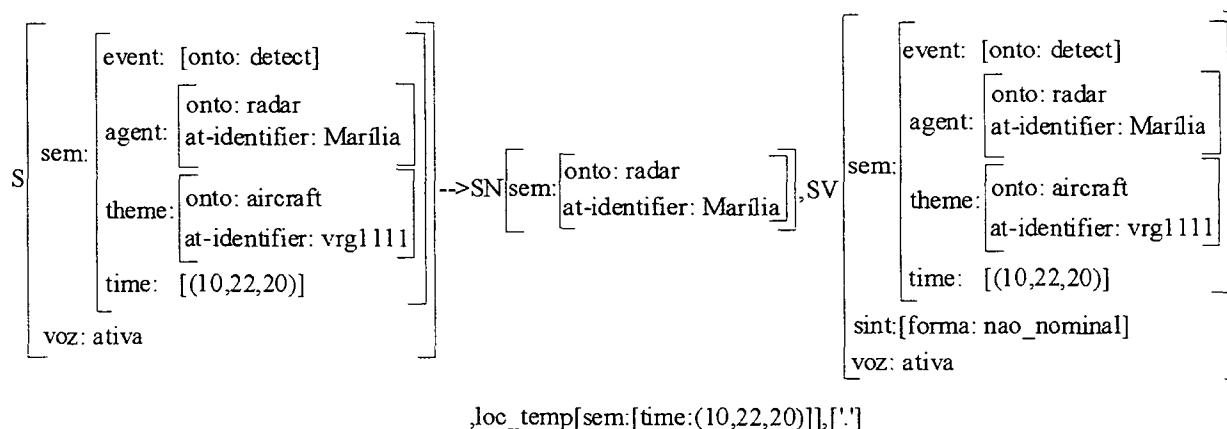 S
sem:
event: [onto: detect]
agent:
onto: radar
at-identifier: Marília
theme:
onto: aircraft
at-identifier: vrg1111
time: [(10,22,20)]
voz: ativa
-->SN
sem:
onto: radar
at-identifier: Marília
,SV
sem:
event: [onto: detect]
agent:
onto: radar
at-identifier: Marília
theme:
onto: aircraft
at-identifier: vrg1111
time: [(10,22,20)]
sint:[forma: nao_nominal]
voz: ativa
,loc_temp[sem:[time:(10,22,20)]],['.']